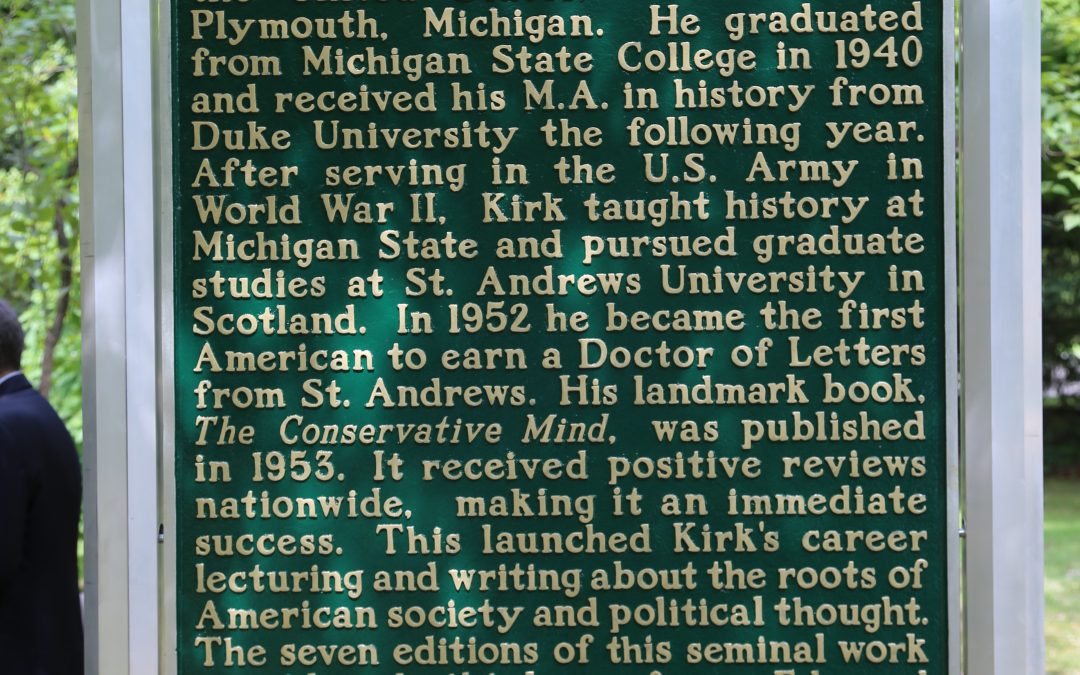 the United
Plymouth, Michigan. He graduated
from Michigan State College in 1940
and received his M.A. in history from
Duke University the following year.
After serving in the U.S. Army in
World War II, Kirk taught history at
Michigan State and pursued graduate
studies at St. Andrews University in
Scotland. In 1952 he became the first
American to earn a Doctor of Letters
from St. Andrews. His landmark book,
The Conservative Mind, was published
in 1953. It received positive reviews
nationwide, making it an immediate
success. This launched Kirk's career
lecturing and writing about the roots of
American society and political thought.
The seven editions of this seminal work